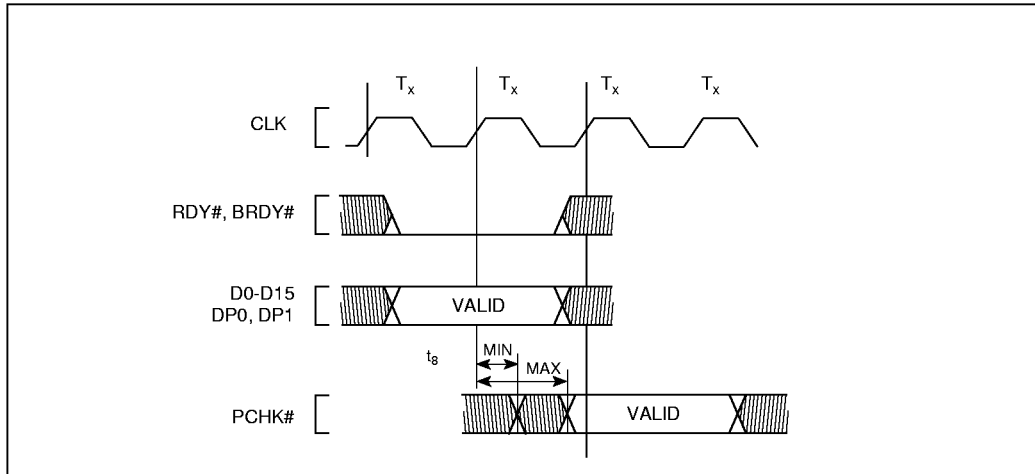 Tx Tx Tx Tx
CLK
RDY#, BRDY#
D0-D15
DP0, DP1
VALID
t8
MIN
MAX
PCHK#
VALID